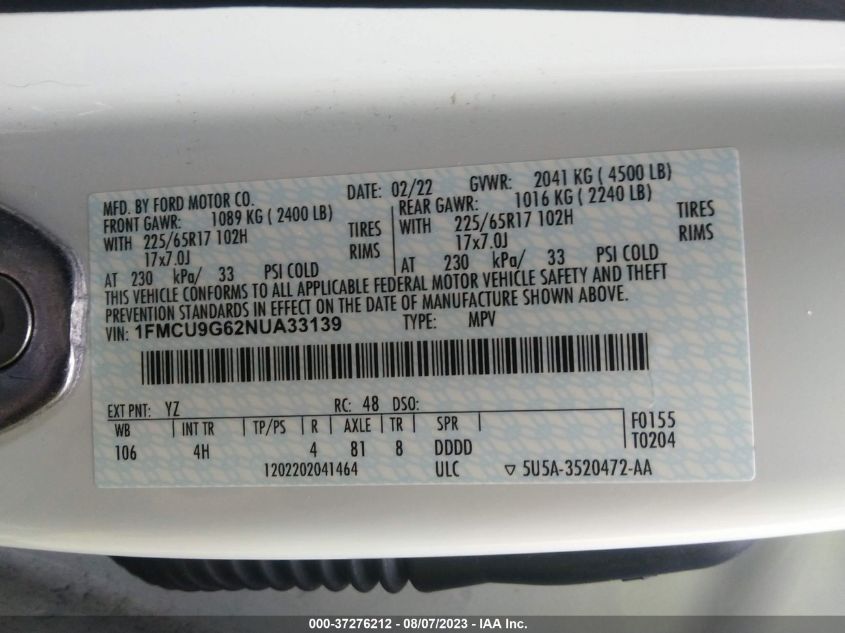 MFD. BY FORD MOTOR CO. DATE: 02/22 GVWR: 2041 KG ( 4500 LB)
FRONT GAWR: 1089 KG ( 2400 LB) REAR GAWR: 1016 KG ( 2240 LB)
WITH 225/65R17 102H TIRES WITH 225/65R17 102H TIRES
17x7.0J RIMS 17x7.0J RIMS
AT 230 kPa/ 33 PSI COLD AT 230 kPa/ 33 PSI COLD
THIS VEHICLE CONFORMS TO ALL APPLICABLE FEDERAL MOTOR VEHICLE SAFETY AND THEFT
PREVENTION STANDARDS IN EFFECT ON THE DATE OF MANUFACTURE SHOWN ABOVE.
VIN: 1FMCU9G62NUA33139 TYPE: MPV
EXT PNT: YZ RC: 48 DSO:
WB INT TR TP/PS R AXLE TR SPR F0155
106 4H 4 81 8 DDDD T0204
1202202041464 ULC ▽ 5U5A-3520472-AA
000-37276212 - 08/07/2023 - IAA Inc.